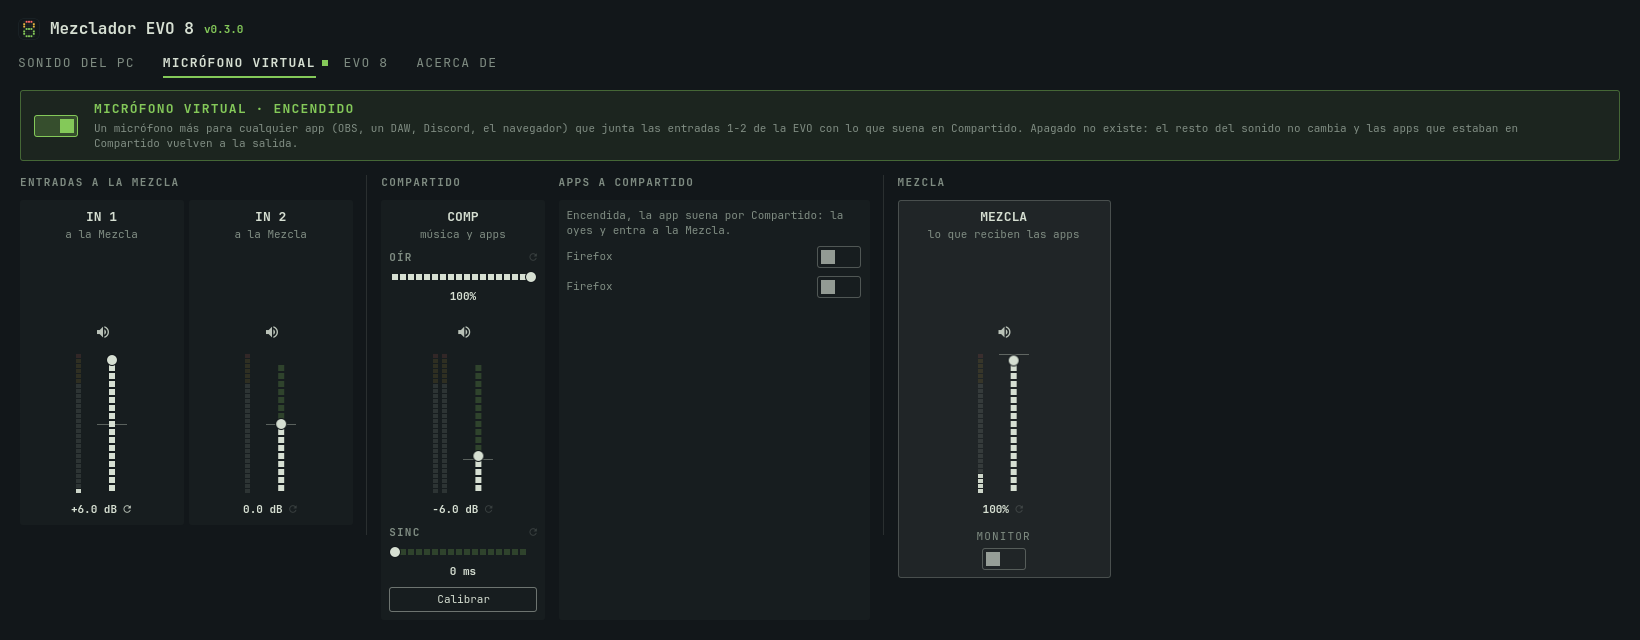 Mezclador EVO 8 v0.3.0
SONIDO DEL PC MICRÓFONO VIRTUAL EVO 8 ACERCA DE
MICRÓFONO VIRTUAL · ENCENDIDO
Un micrófono más para cualquier app (OBS, un DAW, Discord, el navegador) que junta las entradas 1-2 de la EVO con lo que suena en Compartido. Apagado no existe: el resto del sonido no cambia y las apps que estaban en
Compartido vuelven a la salida.
ENTRADAS A LA MEZCLA
IN 1
a la Mezcla
+6.0 dB
IN 2
a la Mezcla
0.0 dB
COMPARTIDO
COMP
música y apps
OÍR
100%
-6.0 dB
SINC
0 ms
Calibrar
APPS A COMPARTIDO
Encendida, la app suena por Compartido: la
oyes y entra a la Mezcla.
Firefox
Firefox
MEZCLA
MEZCLA
lo que reciben las apps
100%
MONITOR